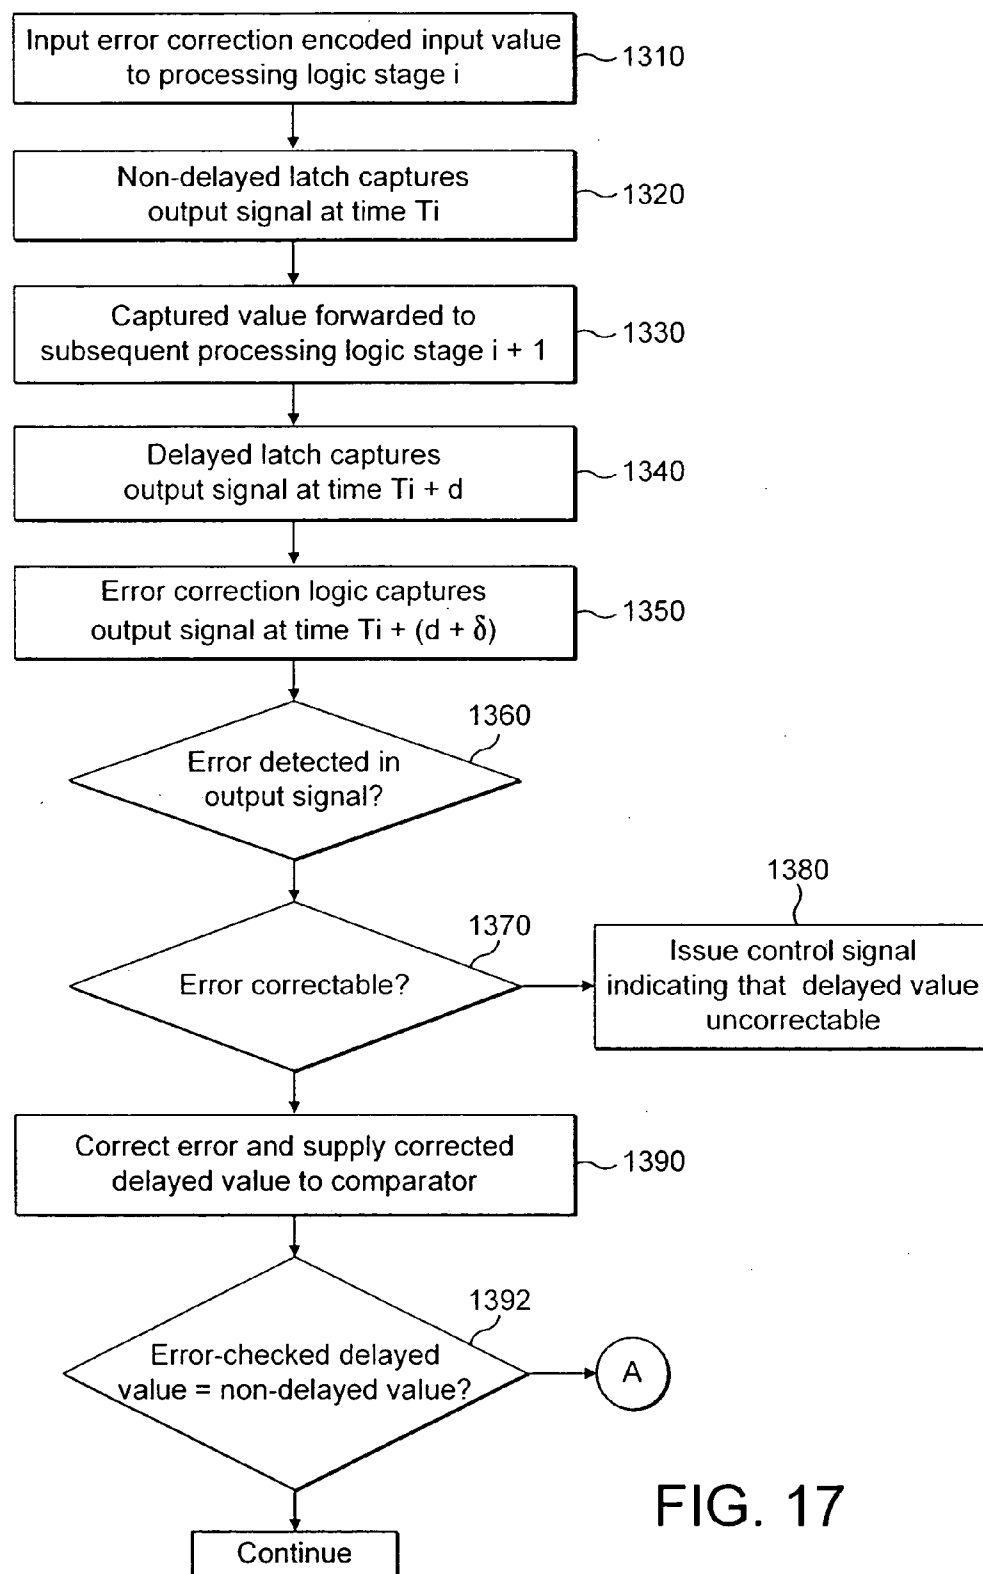 Input error correction encoded input value
to processing logic stage i
1310
Non-delayed latch captures
output signal at time Ti
1320
Captured value forwarded to
subsequent processing logic stage i + 1
1330
Delayed latch captures
output signal at time Ti + d
1340
Error correction logic captures
output signal at time Ti + (d + δ)
1350
1360
Error detected in
output signal?
1370
Error correctable?
1380
Issue control signal
indicating that delayed value
uncorrectable
Correct error and supply corrected
delayed value to comparator
1390
1392
Error-checked delayed
value = non-delayed value?
A
Continue
FIG. 17